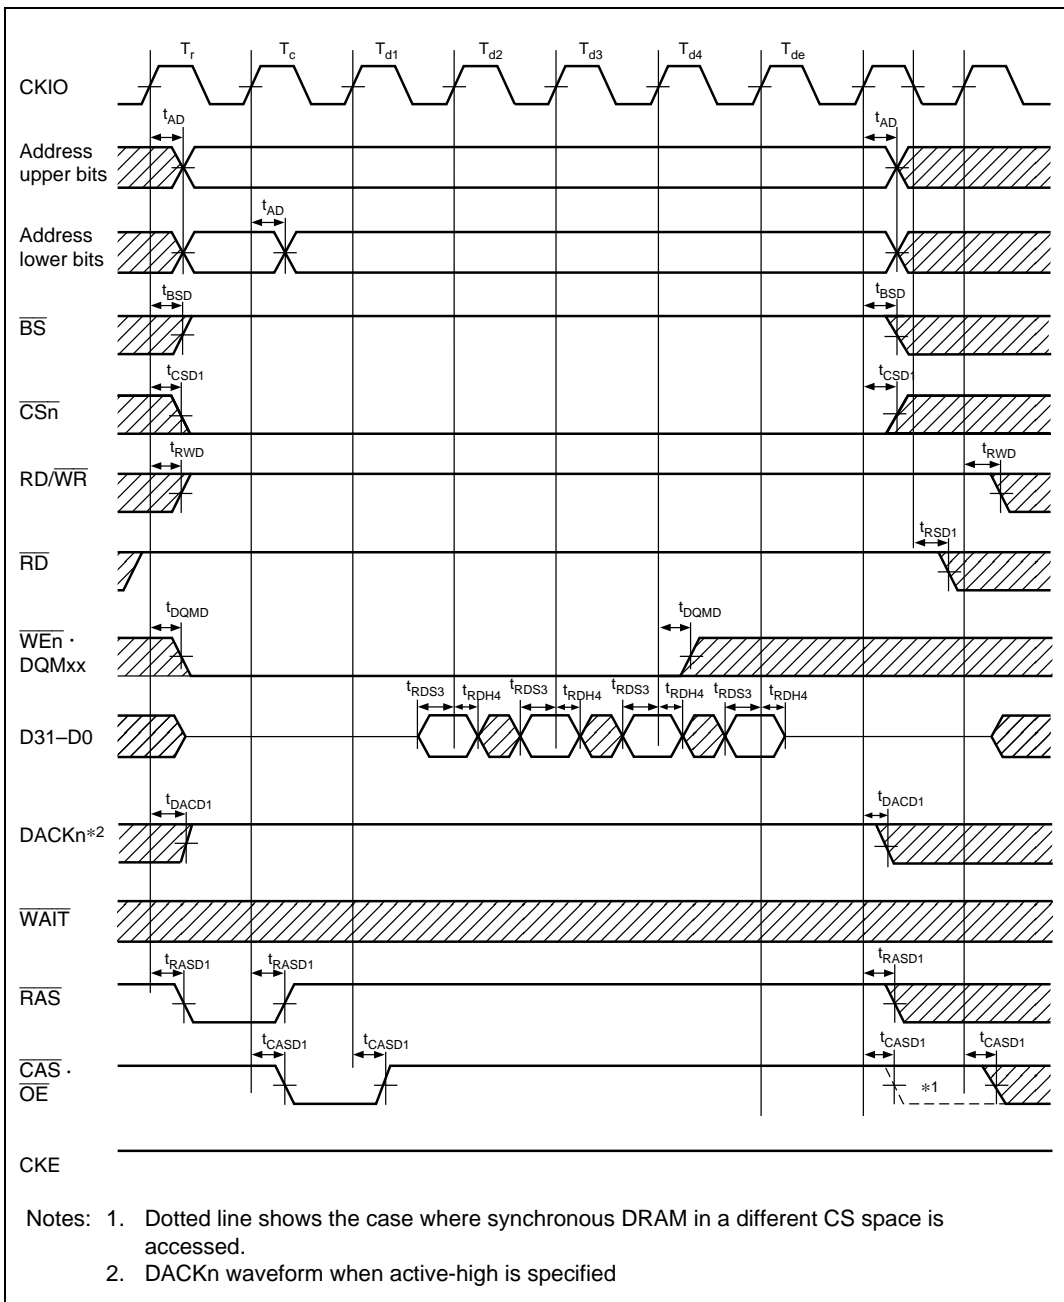 Tr Tc Td1 Td2 Td3 Td4 Tde
CKIO
tAD tAD
Address
upper bits
tAD
Address
lower bits
tBSD tBSD
BS
tCSD1 tCSD1
CSn
tRWD tRWD
RD/WR
tRSD1
RD
tDQMD tDQMD
WEn ·
DQMxx
tRDS3 tRDH4 tRDS3 tRDH4 tRDS3 tRDH4 tRDS3 tRDH4
D31–D0
tDACD1 tDACD1
DACKn*2
WAIT
tRASD1 tRASD1 tRASD1
RAS
tCASD1 tCASD1 tCASD1 tCASD1
CAS ·
OE
*1
CKE
Notes: 1. Dotted line shows the case where synchronous DRAM in a different CS space is
accessed.
2. DACKn waveform when active-high is specified